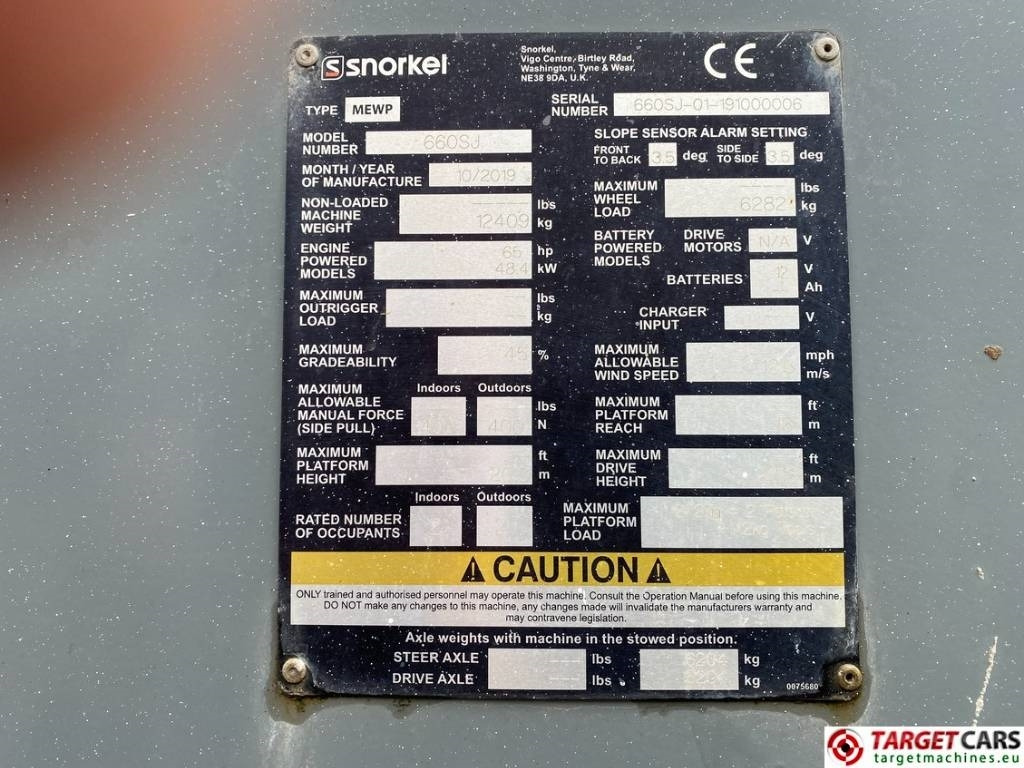 snorkel
Snorkel,
Vigo Centre, Birtley Road,
Washington, Tyne & Wear,
NE38 9DA, U.K.
CE
TYPE MEWP
SERIAL NUMBER 660SJ-01-191000006
MODEL NUMBER 660SJ
MONTH / YEAR OF MANUFACTURE 10/2019
NON-LOADED MACHINE WEIGHT ---- lbs
12409 kg
ENGINE POWERED MODELS 65 hp
48.4 kW
MAXIMUM OUTRIGGER LOAD lbs
kg
MAXIMUM GRADEABILITY 45 %
MAXIMUM ALLOWABLE MANUAL FORCE (SIDE PULL)
Indoors Outdoors
lbs
400 N
MAXIMUM PLATFORM HEIGHT ft
m
Indoors Outdoors
RATED NUMBER OF OCCUPANTS
SLOPE SENSOR ALARM SETTING
FRONT TO BACK 3.5 deg SIDE TO SIDE 3.5 deg
MAXIMUM WHEEL LOAD ---- lbs
6282 kg
BATTERY POWERED MODELS
DRIVE MOTORS N/A V
BATTERIES 12 V
Ah
CHARGER INPUT V
MAXIMUM ALLOWABLE WIND SPEED mph
m/s
MAXIMUM PLATFORM REACH ft
m
MAXIMUM DRIVE HEIGHT ft
m
MAXIMUM PLATFORM LOAD
CAUTION
ONLY trained and authorised personnel may operate this machine. Consult the Operation Manual before using this machine.
DO NOT make any changes to this machine, any changes made will invalidate the manufacturers warranty and
may contravene legislation.
Axle weights with machine in the stowed position.
STEER AXLE --- lbs 6204 kg
DRIVE AXLE --- lbs kg
0075680
TARGETCARS
targetmachines.eu